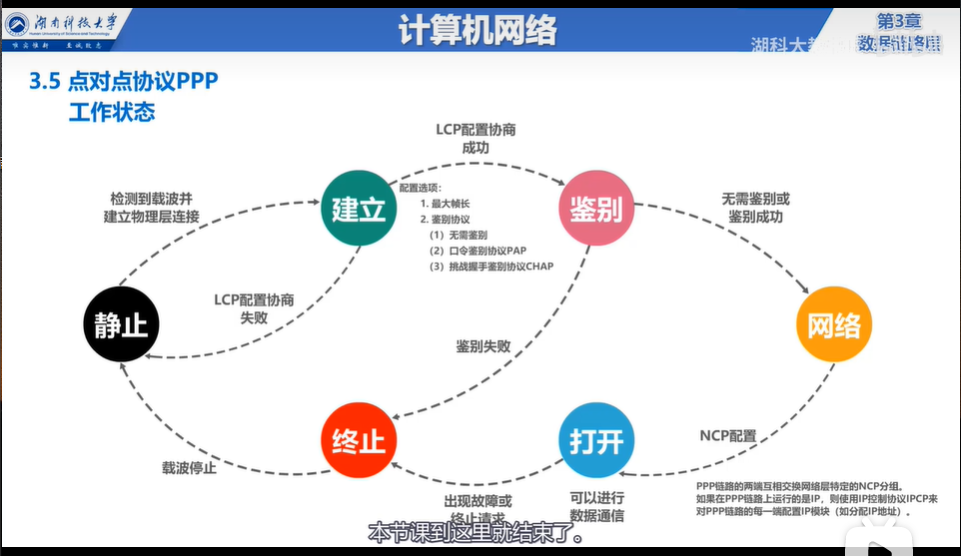 湖南科技大学
Hunan University of Science and Technology
唯实惟新 至诚致志
计算机网络
第3章
数据链路层
湖科大教
3.5 点对点协议PPP
工作状态
LCP配置协商
成功
检测到载波并
建立物理层连接
建立
配置选项:
1. 最大帧长
2. 鉴别协议
(1) 无需鉴别
(2) 口令鉴别协议PAP
(3) 挑战握手鉴别协议CHAP
鉴别
无需鉴别或
鉴别成功
LCP配置协商
失败
静止
网络
鉴别失败
终止
打开
NCP配置
载波停止
出现故障或
终止请求
可以进行
数据通信
PPP链路的两端互相交换网络层特定的NCP分组。
如果在PPP链路上运行的是IP，则使用IP控制协议IPCP来
对PPP链路的每一端配置IP模块（如分配IP地址）。
本节课到这里就结束了。